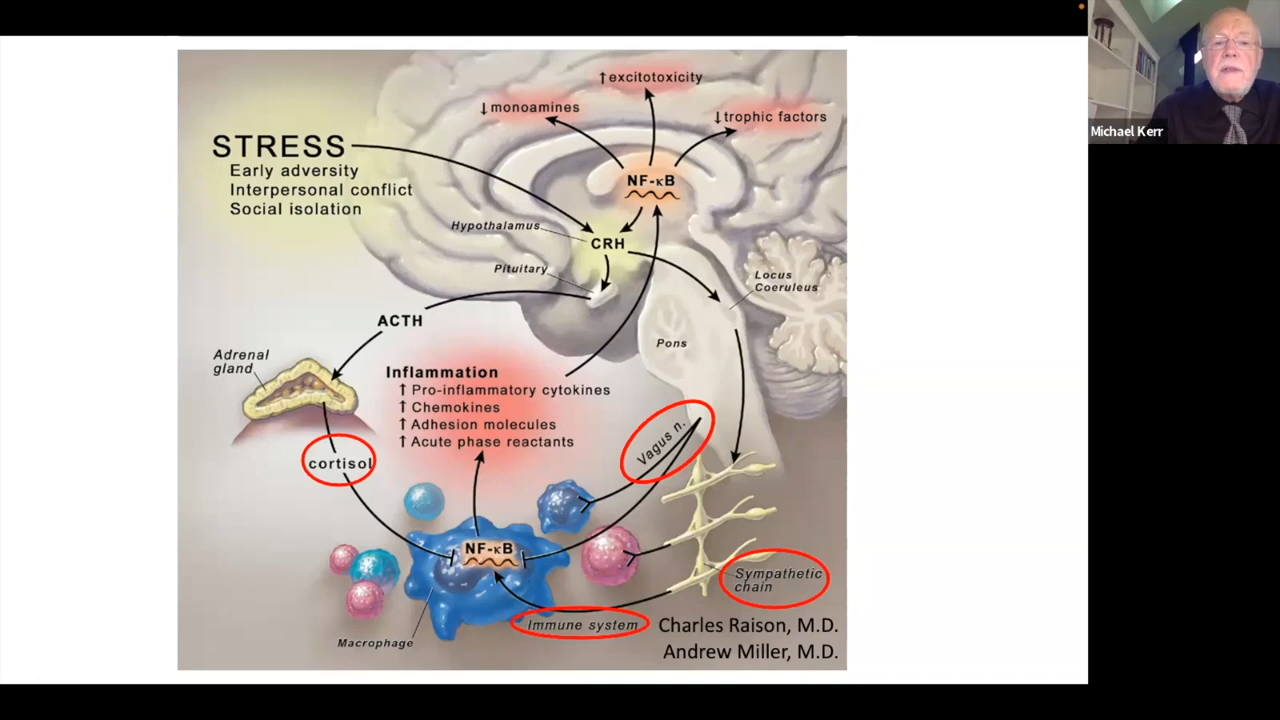 ↑excitotoxicity
↓monoamines
↓trophic factors
STRESS
Early adversity
Interpersonal conflict
Social isolation
NF-κB
Hypothalamus
CRH
Pituitary
Locus
Coeruleus
ACTH
Pons
Adrenal
gland
Inflammation
↑ Pro-inflammatory cytokines
↑ Chemokines
↑ Adhesion molecules
↑ Acute phase reactants
Vagus n.
cortisol
NF-κB
Sympathetic
chain
Immune system
Macrophage
Charles Raison, M.D.
Andrew Miller, M.D.
Michael Kerr